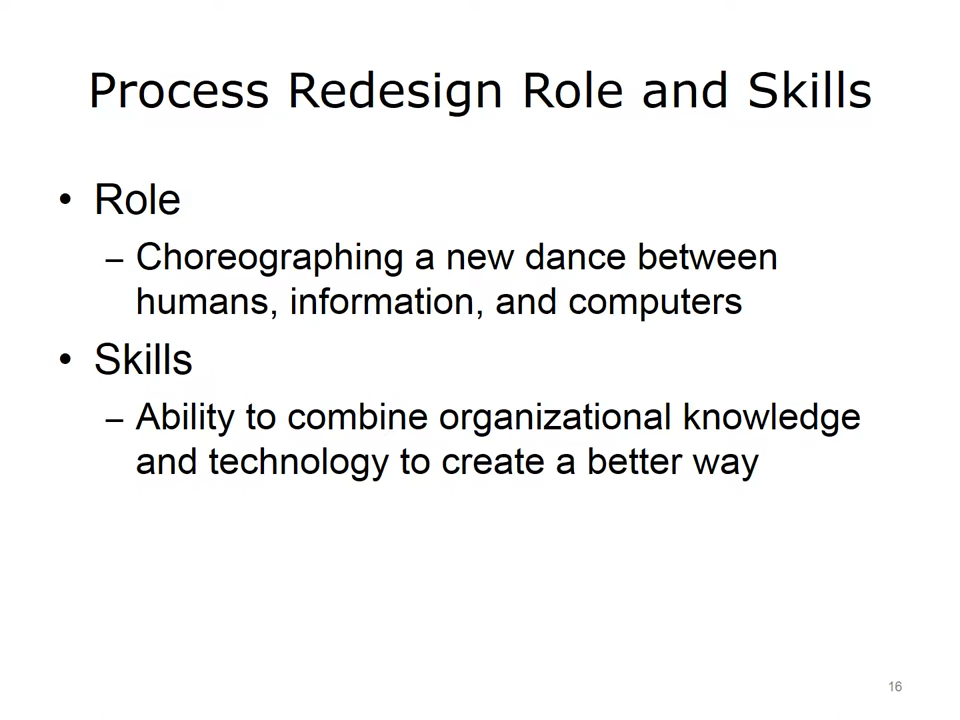 Process Redesign Role and Skills
• Role
– Choreographing a new dance between
humans, information, and computers
• Skills
– Ability to combine organizational knowledge
and technology to create a better way
16